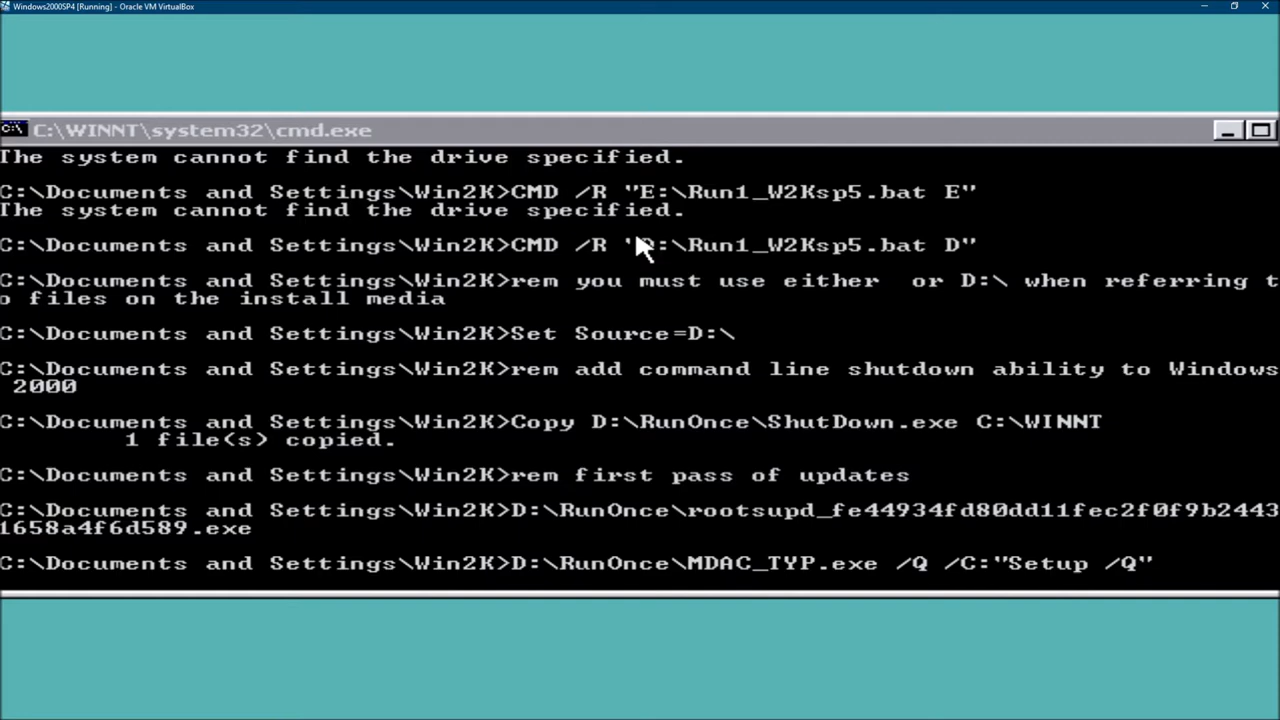 Windows2000SP4 [Running] - Oracle VM VirtualBox
C:\WINNT\system32\cmd.exe
The system cannot find the drive specified.
C:\Documents and Settings\Win2K>CMD /R "E:\Run1_W2Ksp5.bat E"
The system cannot find the drive specified.
C:\Documents and Settings\Win2K>CMD /R "D:\Run1_W2Ksp5.bat D"
C:\Documents and Settings\Win2K>rem you must use either  or D:\ when referring t
o files on the install media
C:\Documents and Settings\Win2K>Set Source=D:\
C:\Documents and Settings\Win2K>rem add command line shutdown ability to Windows
2000
C:\Documents and Settings\Win2K>Copy D:\RunOnce\ShutDown.exe C:\WINNT
1 file(s) copied.
C:\Documents and Settings\Win2K>rem first pass of updates
C:\Documents and Settings\Win2K>D:\RunOnce\rootsupd_fe44934fd80dd11fec2f0f9b2443
1658a4f6d589.exe
C:\Documents and Settings\Win2K>D:\RunOnce\MDAC_TYP.exe /Q /C:"Setup /Q"